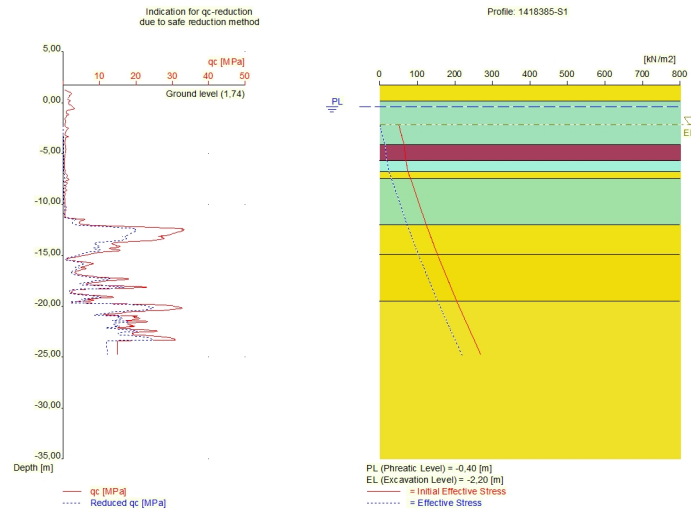 Indication for qc-reduction
due to safe reduction method
Profile: 1418385-S1
5,00
qc [MPa]
10 20 30 40 50
Ground level (1,74)
0,00
-5,00
-10,00
-15,00
-20,00
-25,00
-30,00
-35,00
Depth [m]
qc [MPa]
Reduced qc [MPa]
[kN/m2]
0 100 200 300 400 500 600 700 800
PL
PL (Phreatic Level) = -0,40 [m]
EL (Excavation Level) = -2,20 [m]
= Initial Effective Stress
= Effective Stress